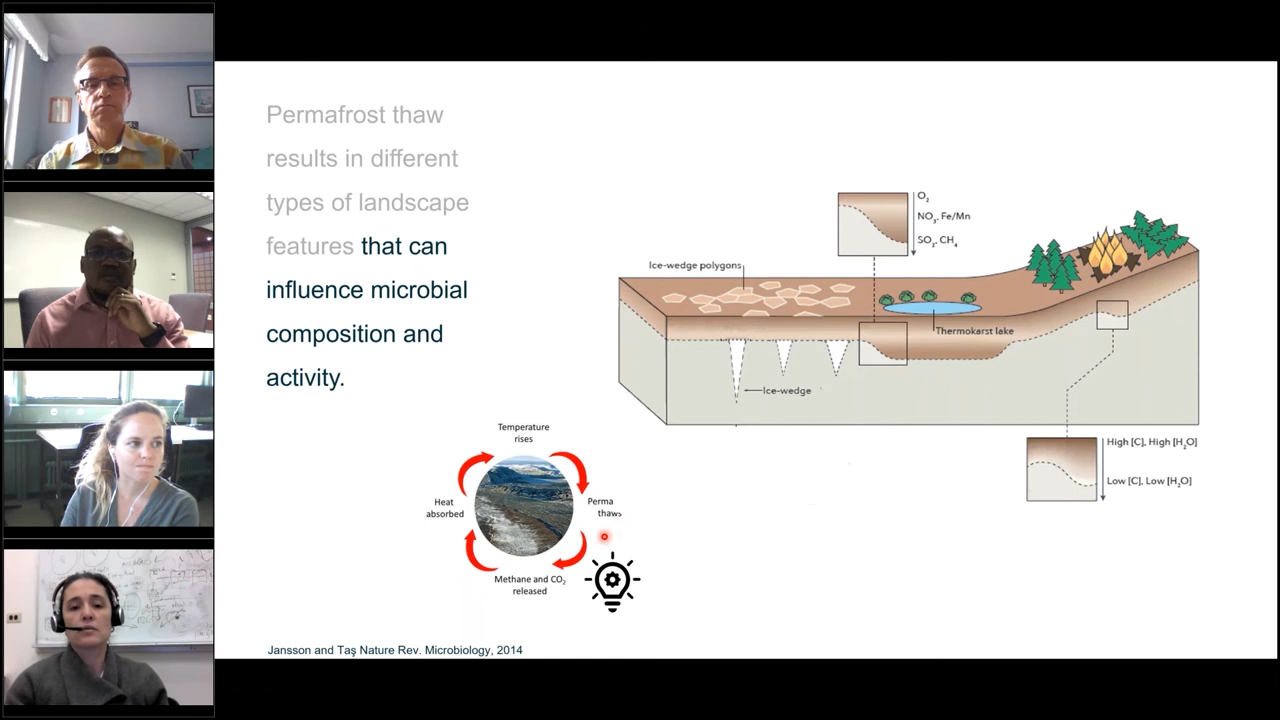 Permafrost thaw
results in different
types of landscape
features that can
influence microbial
composition and
activity.
O₂
NO₃. Fe/Mn
SO₂. CH₄
Ice-wedge polygons
Thermokarst lake
Ice-wedge
High [C], High [H₂O]
Low [C], Low [H₂O]
Temperature
rises
Perma
thaws
Methane and CO₂
released
Heat
absorbed
Jansson and Taş Nature Rev. Microbiology, 2014